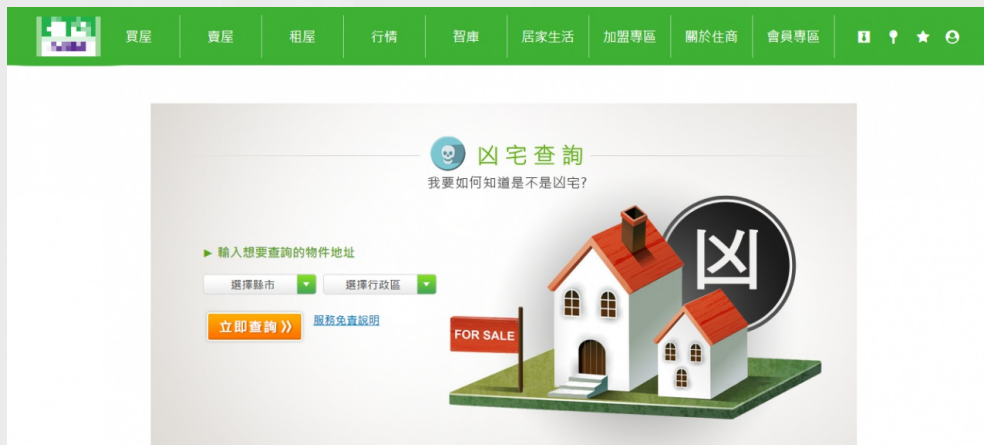 買屋 賣屋 租屋 行情 智庫 居家生活 加盟專區 關於住商 會員專區
凶宅查詢
我要如何知道是不是凶宅?
▶ 輸入想要查詢的物件地址
選擇縣市 選擇行政區
立即查詢 》 服務免責說明
凶
FOR SALE